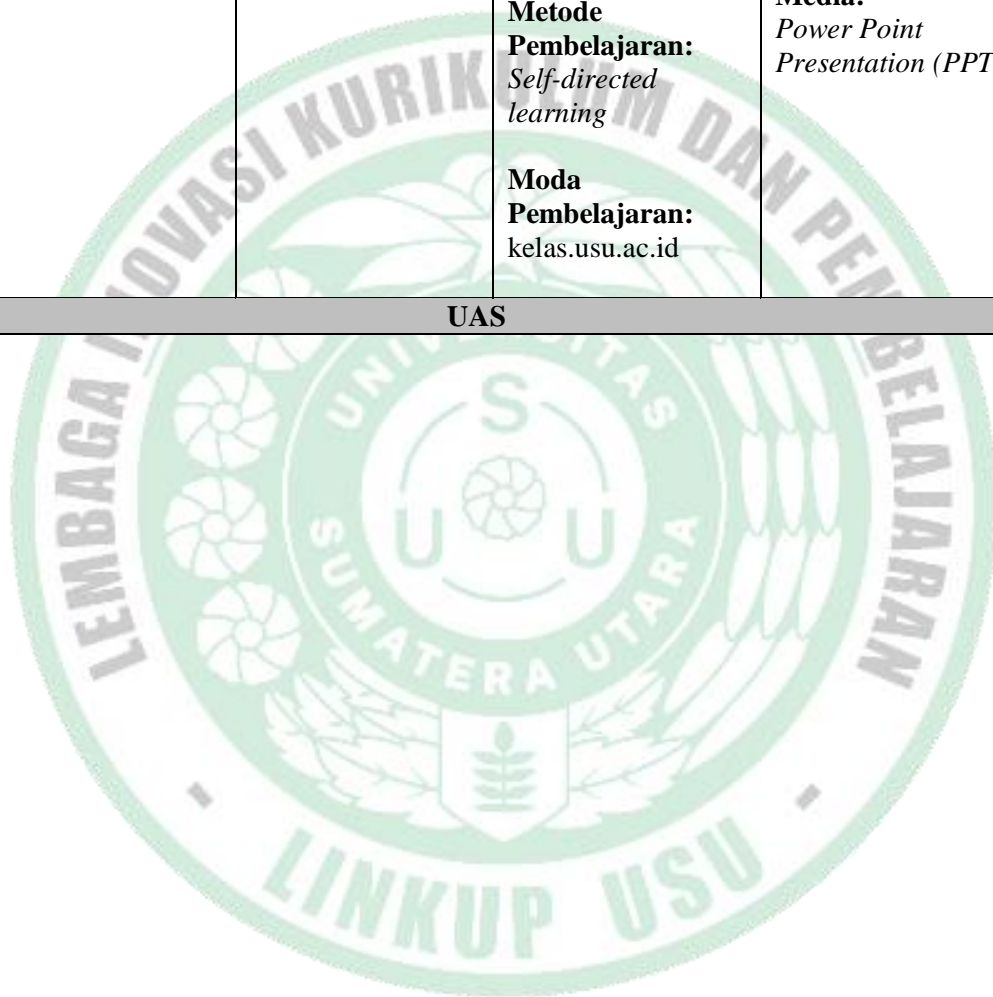 Metode
Pembelajaran:
Self-directed
learning
Moda
Pembelajaran:
kelas.usu.ac.id
Media:
Power Point
Presentation (PPT
UAS
LEMBAGA INOVASI KURIKULUM DAN PEMBELAJARAN
UNIVERSITAS
S
U U
SUMATERA UTARA
- LINKUP USU -